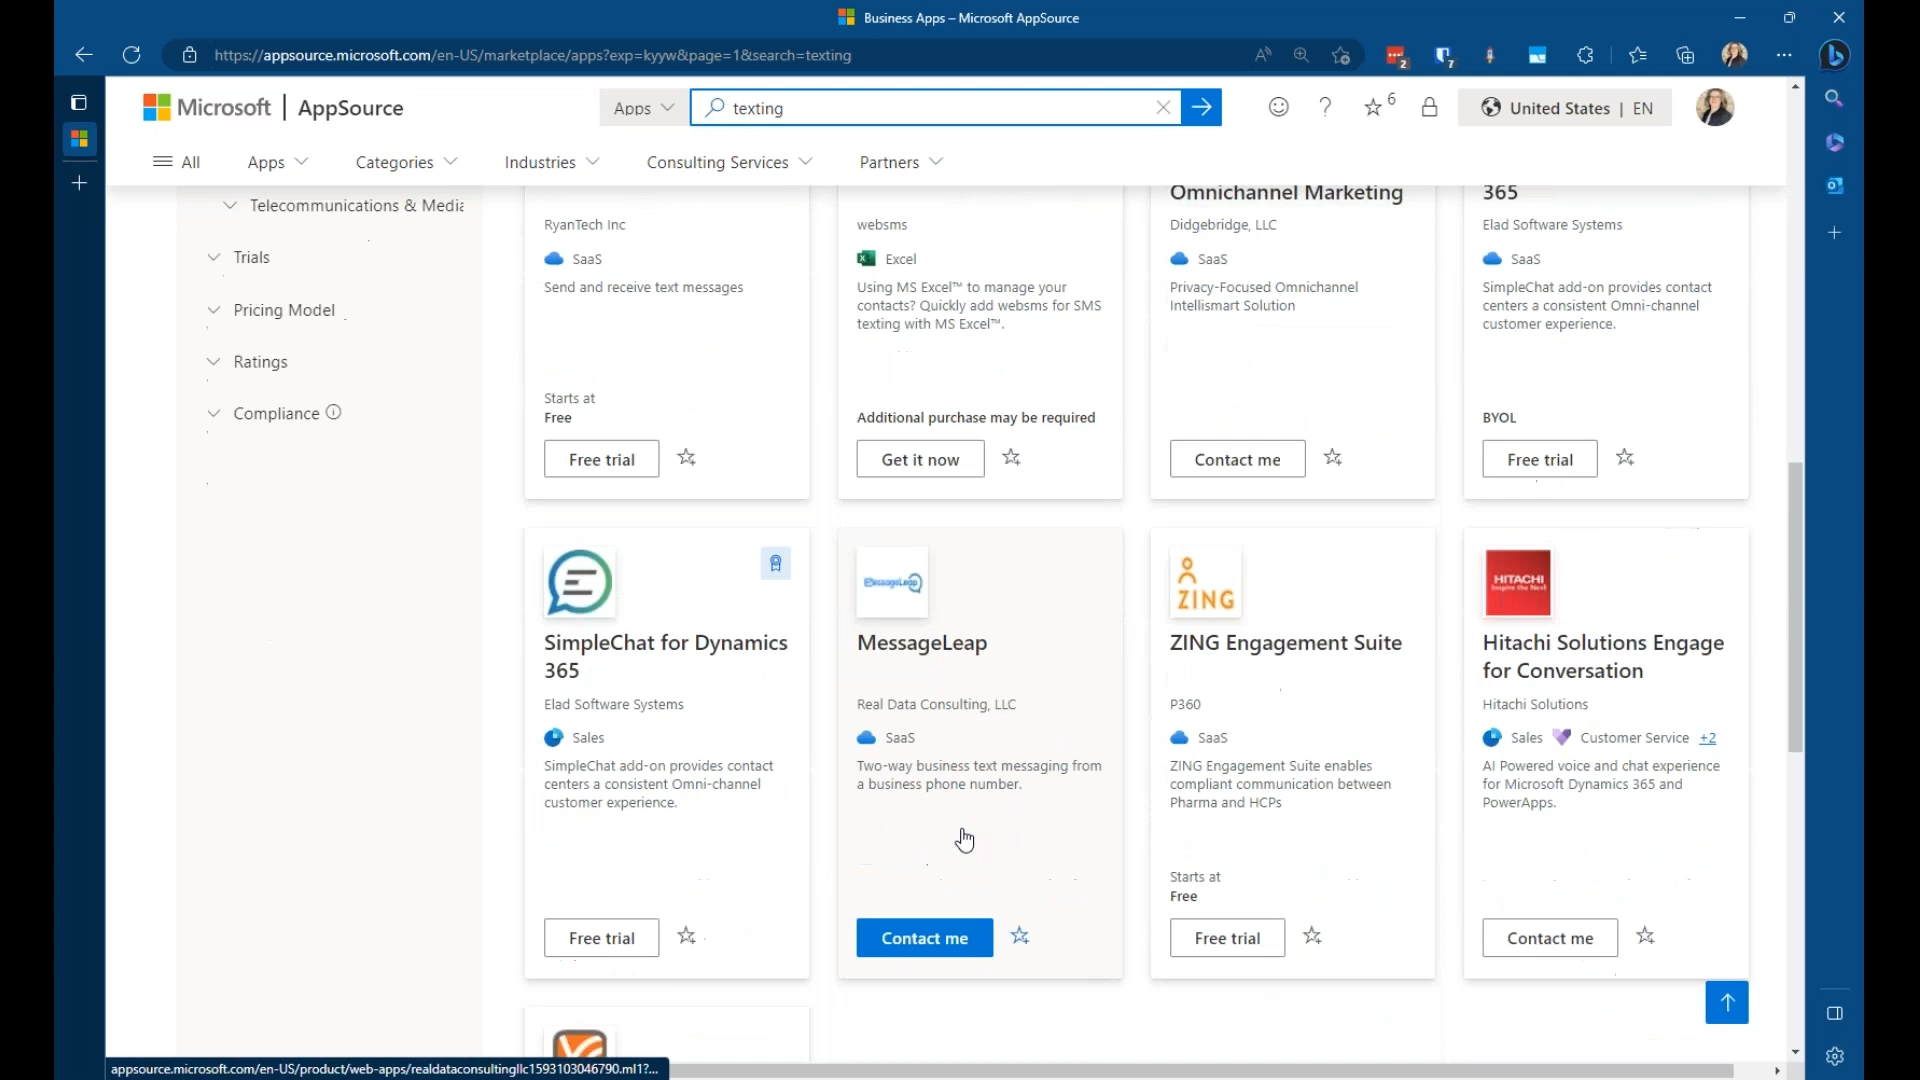 Business Apps – Microsoft AppSource
https://appsource.microsoft.com/en-US/marketplace/apps?exp=kyyw&page=1&search=texting
2
7
Microsoft | AppSource
Apps
texting
6
United States | EN
All
Apps
Categories
Industries
Consulting Services
Partners
Telecommunications & Media
Trials
Pricing Model
Ratings
Compliance
RyanTech Inc
SaaS
Send and receive text messages
Starts at
Free
Free trial
websms
Excel
Using MS Excel™ to manage your
contacts? Quickly add websms for SMS
texting with MS Excel™.
Additional purchase may be required
Get it now
Omnichannel Marketing
Didgebridge, LLC
SaaS
Privacy-Focused Omnichannel
Intellismart Solution
Contact me
365
Elad Software Systems
SaaS
SimpleChat add-on provides contact
centers a consistent Omni-channel
customer experience.
BYOL
Free trial
SimpleChat for Dynamics
365
Elad Software Systems
Sales
SimpleChat add-on provides contact
centers a consistent Omni-channel
customer experience.
Free trial
MessageLeap
MessageLeap
Real Data Consulting, LLC
SaaS
Two-way business text messaging from
a business phone number.
Contact me
ZING
ZING Engagement Suite
P360
SaaS
ZING Engagement Suite enables
compliant communication between
Pharma and HCPs
Starts at
Free
Free trial
HITACHI
Inspire the Next
Hitachi Solutions Engage
for Conversation
Hitachi Solutions
Sales Customer Service +2
AI Powered voice and chat experience
for Microsoft Dynamics 365 and
PowerApps.
Contact me
appsource.microsoft.com/en-US/product/web-apps/realdataconsultingllc1593103046790.ml1?...